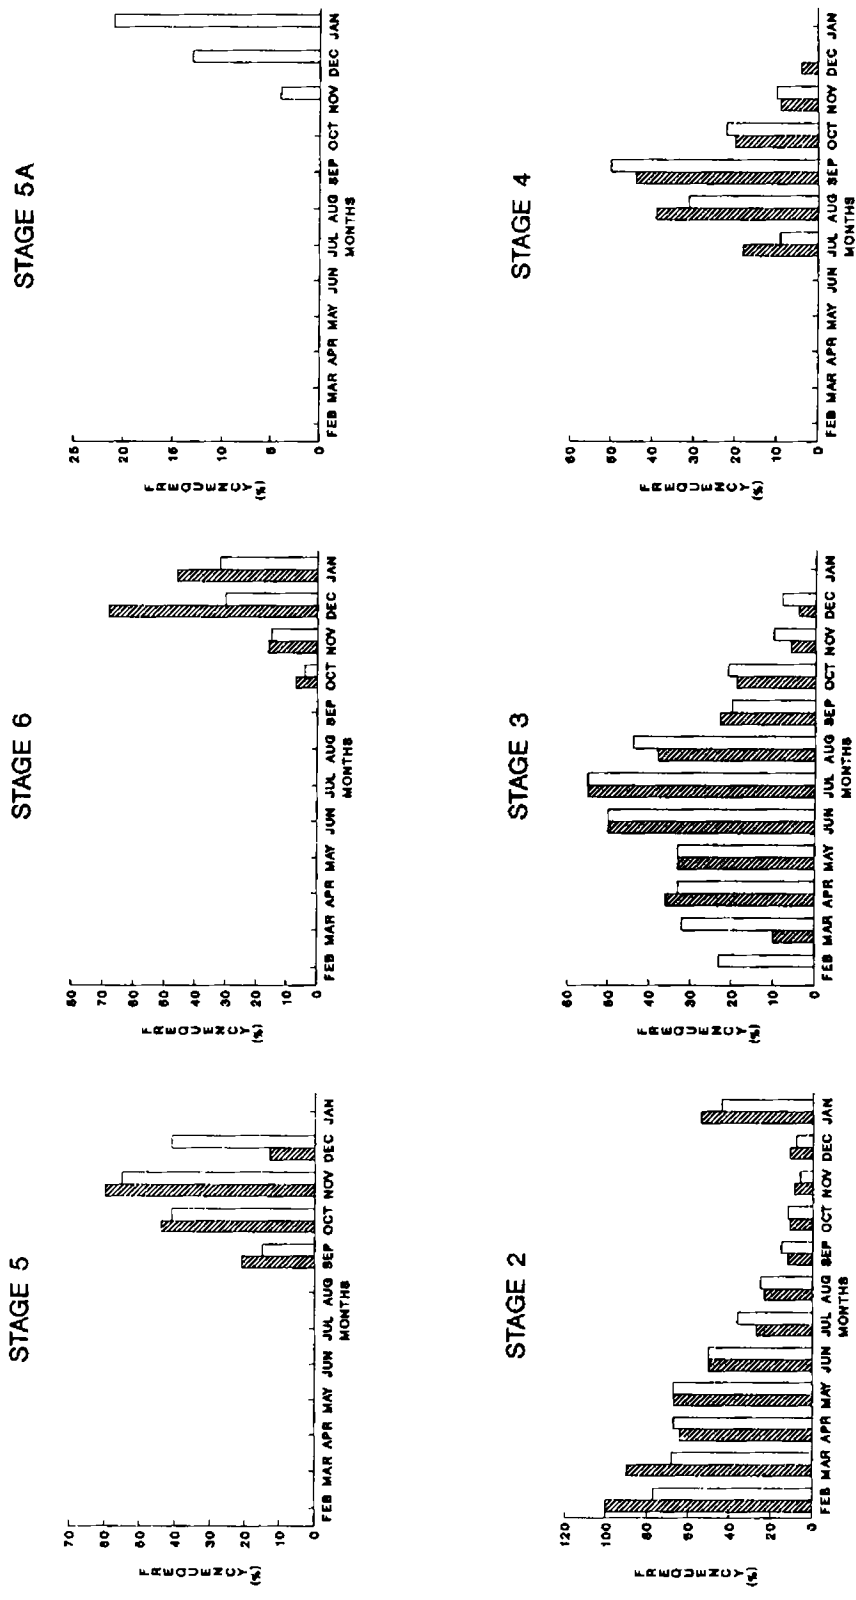 STAGE 5A
FREQUENCY
(%)
25
20
15
10
5
0
FEB MAR APR MAY JUN JUL AUG SEP OCT NOV DEC JAN
MONTHS
STAGE 4
FREQUENCY
(%)
60
50
40
30
20
10
0
FEB MAR APR MAY JUN JUL AUG SEP OCT NOV DEC JAN
MONTHS
STAGE 6
FREQUENCY
(%)
80
70
60
50
40
30
20
10
0
FEB MAR APR MAY JUN JUL AUG SEP OCT NOV DEC JAN
MONTHS
STAGE 3
FREQUENCY
(%)
60
50
40
30
20
10
0
FEB MAR APR MAY JUN JUL AUG SEP OCT NOV DEC JAN
MONTHS
STAGE 5
FREQUENCY
(%)
70
60
50
40
30
20
10
0
FEB MAR APR MAY JUN JUL AUG SEP OCT NOV DEC JAN
MONTHS
STAGE 2
FREQUENCY
(%)
120
100
80
60
40
20
0
FEB MAR APR MAY JUN JUL AUG SEP OCT NOV DEC JAN
MONTHS